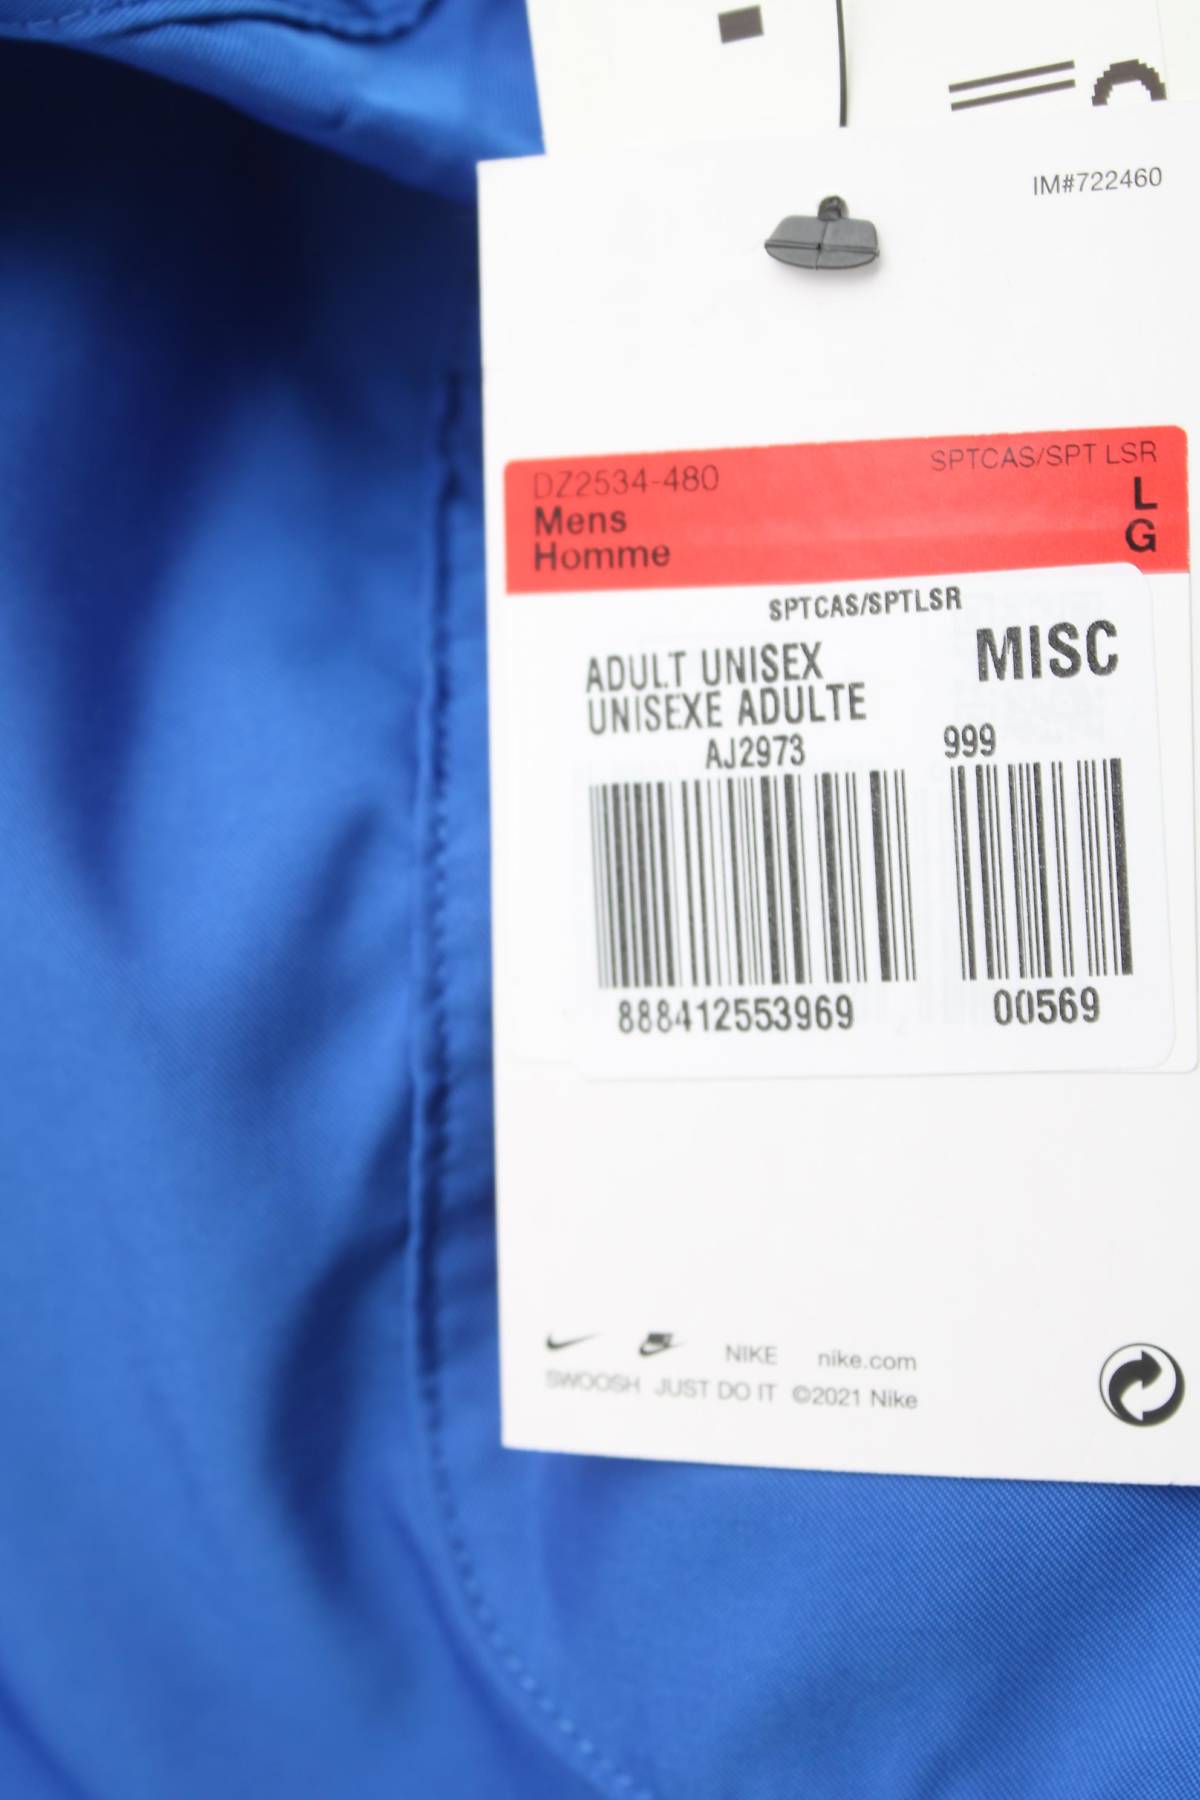 IM#722460
DZ2534-480 SPTCAS/SPT LSR
Mens L
Homme G
SPTCAS/SPTLSR
ADULT UNISEX MISC
UNISEXE ADULTE
AJ2973 999
888412553969 00569
NIKE nike.com
SWOOSH JUST DO IT ©2021 Nike